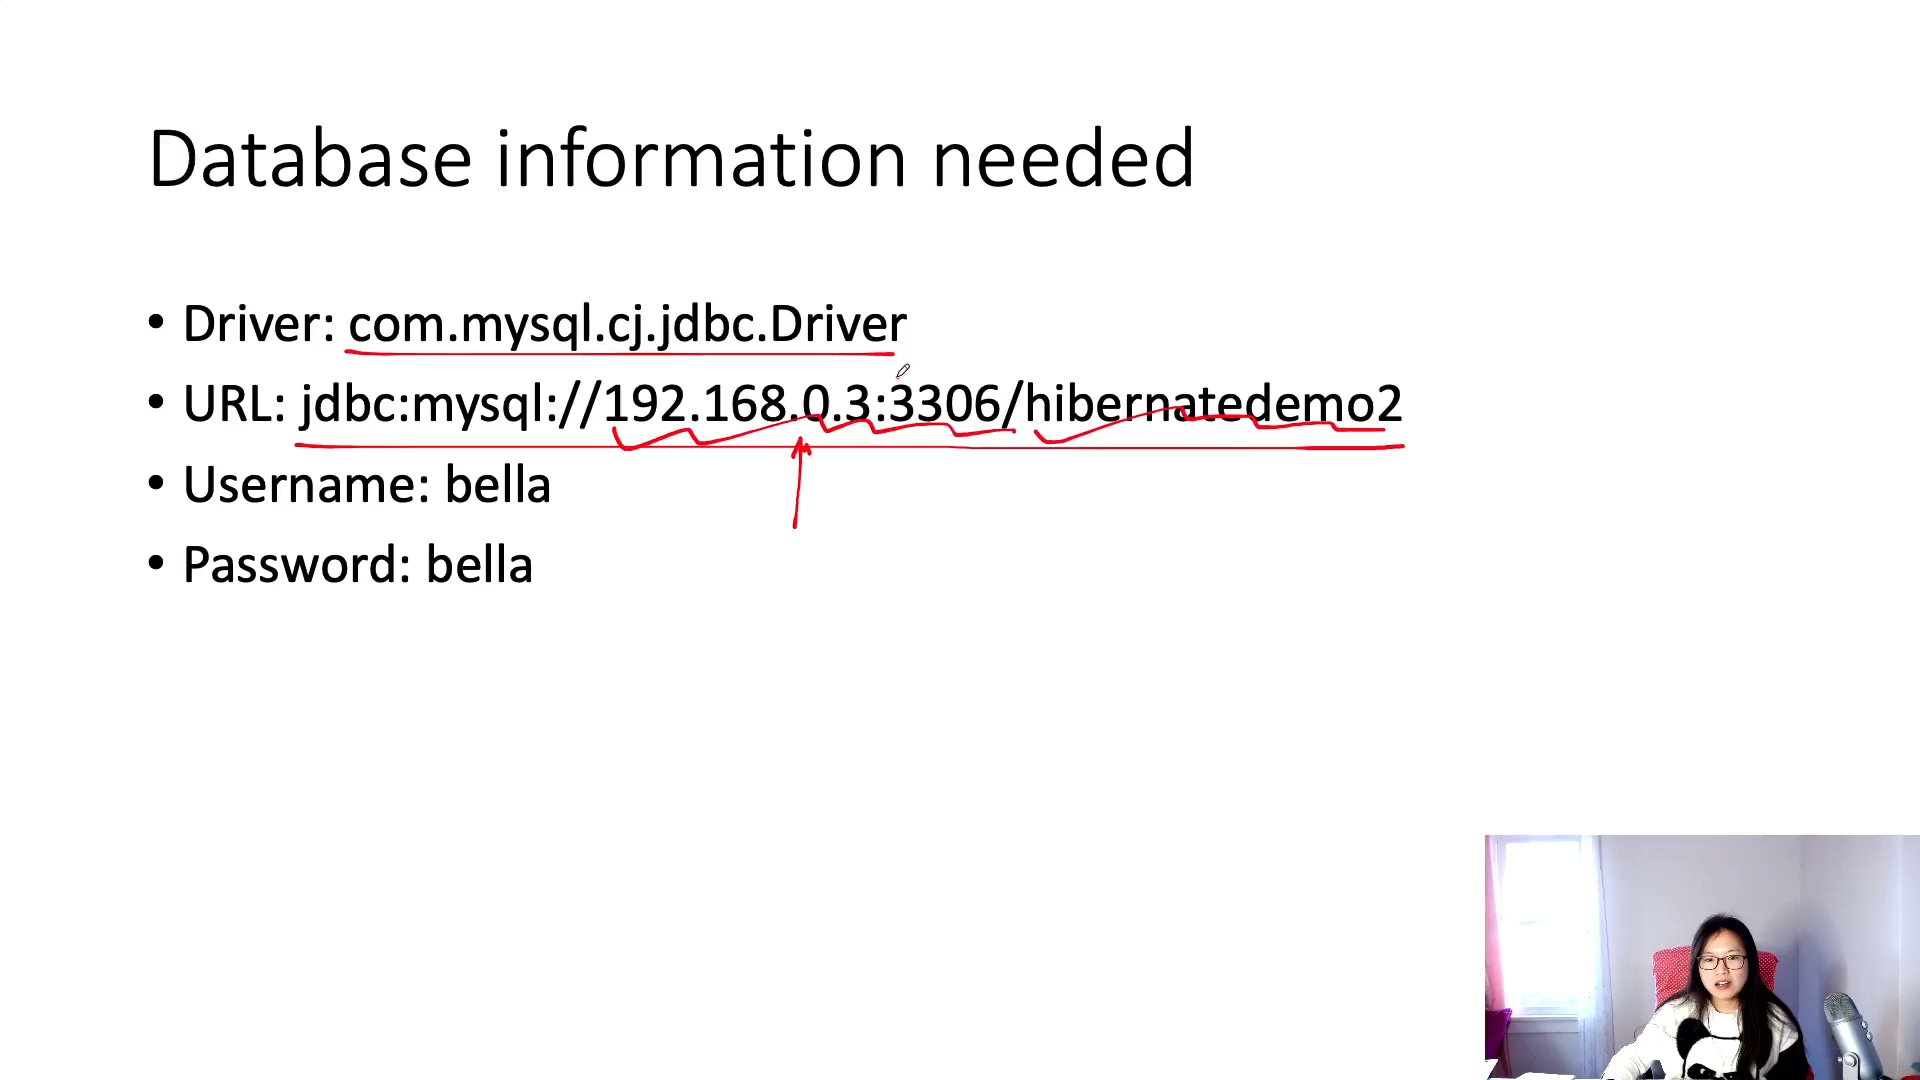 Database information needed
• Driver: com.mysql.cj.jdbc.Driver
• URL: jdbc:mysql://192.168.0.3:3306/hibernatedemo2
• Username: bella
• Password: bella